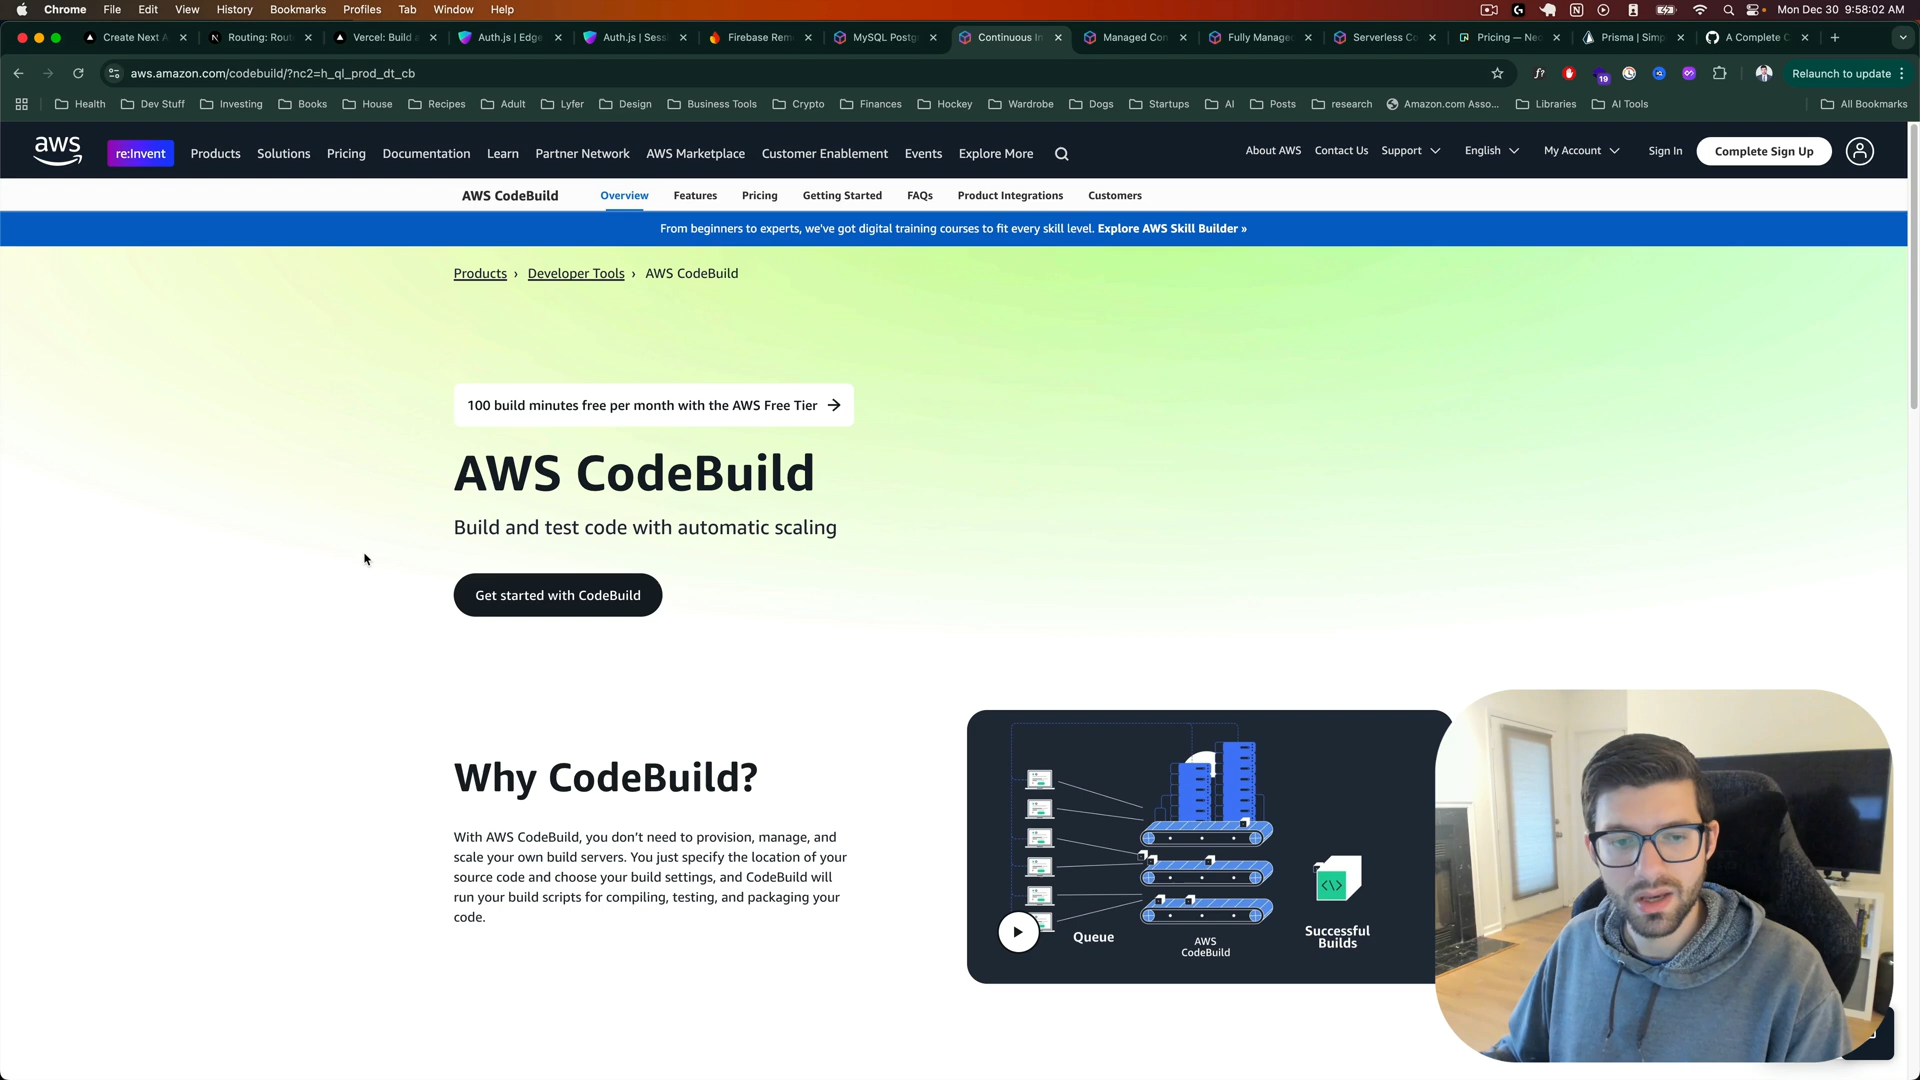 Chrome File Edit View History Bookmarks Profiles Tab Window Help Mon Dec 30 9:58:02 AM
Create Next A Routing: Rout Vercel: Build a Auth.js | Edge Auth.js | Sess Firebase Rem MySQL Postg Continuous In Managed Con Fully Manage Serverless Co Pricing — Neo Prisma | Simp A Complete C
aws.amazon.com/codebuild/?nc2=h_ql_prod_dt_cb
19
Relaunch to update
Health Dev Stuff Investing Books House Recipes Adult Lyfer Design Business Tools Crypto Finances Hockey Wardrobe Dogs Startups AI Posts research Amazon.com Asso... Libraries AI Tools All Bookmarks
aws re:Invent Products Solutions Pricing Documentation Learn Partner Network AWS Marketplace Customer Enablement Events Explore More About AWS Contact Us Support English My Account Sign In Complete Sign Up
AWS CodeBuild Overview Features Pricing Getting Started FAQs Product Integrations Customers
From beginners to experts, we've got digital training courses to fit every skill level. Explore AWS Skill Builder »
Products › Developer Tools › AWS CodeBuild
100 build minutes free per month with the AWS Free Tier →
AWS CodeBuild
Build and test code with automatic scaling
Get started with CodeBuild
Why CodeBuild?
With AWS CodeBuild, you don’t need to provision, manage, and
scale your own build servers. You just specify the location of your
source code and choose your build settings, and CodeBuild will
run your build scripts for compiling, testing, and packaging your
code.
Queue
AWS
CodeBuild
</>
Successful
Builds